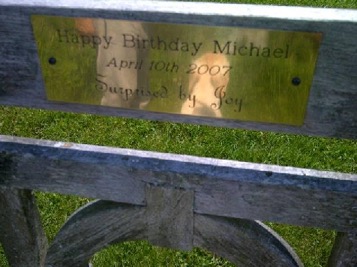 Happy Birthday Michael
April 10th 2007
Surprised by Joy